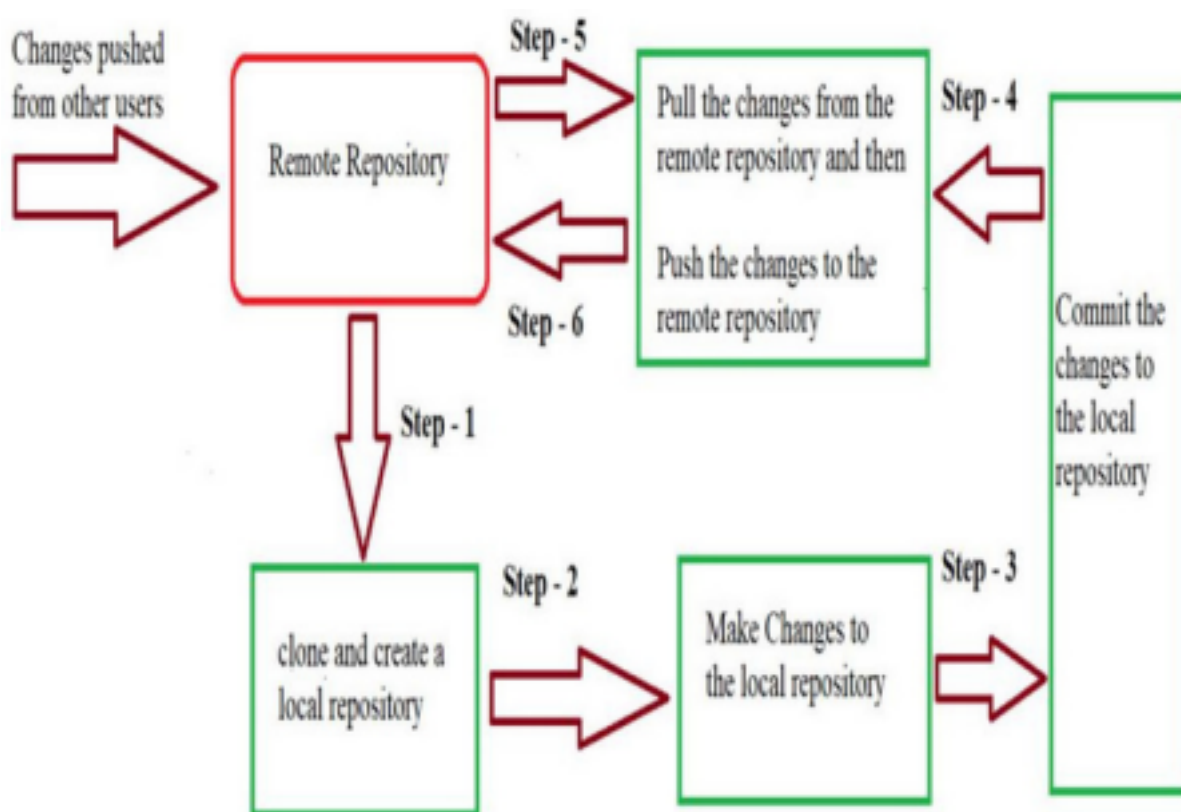 Changes pushed
from other users
Remote Repository
Step - 5
Pull the changes from the
remote repository and then
Push the changes to the
remote repository
Step - 4
Step - 6
Commit the
changes to
the local
repository
Step - 1
clone and create a
local repository
Step - 2
Make Changes to
the local repository
Step - 3